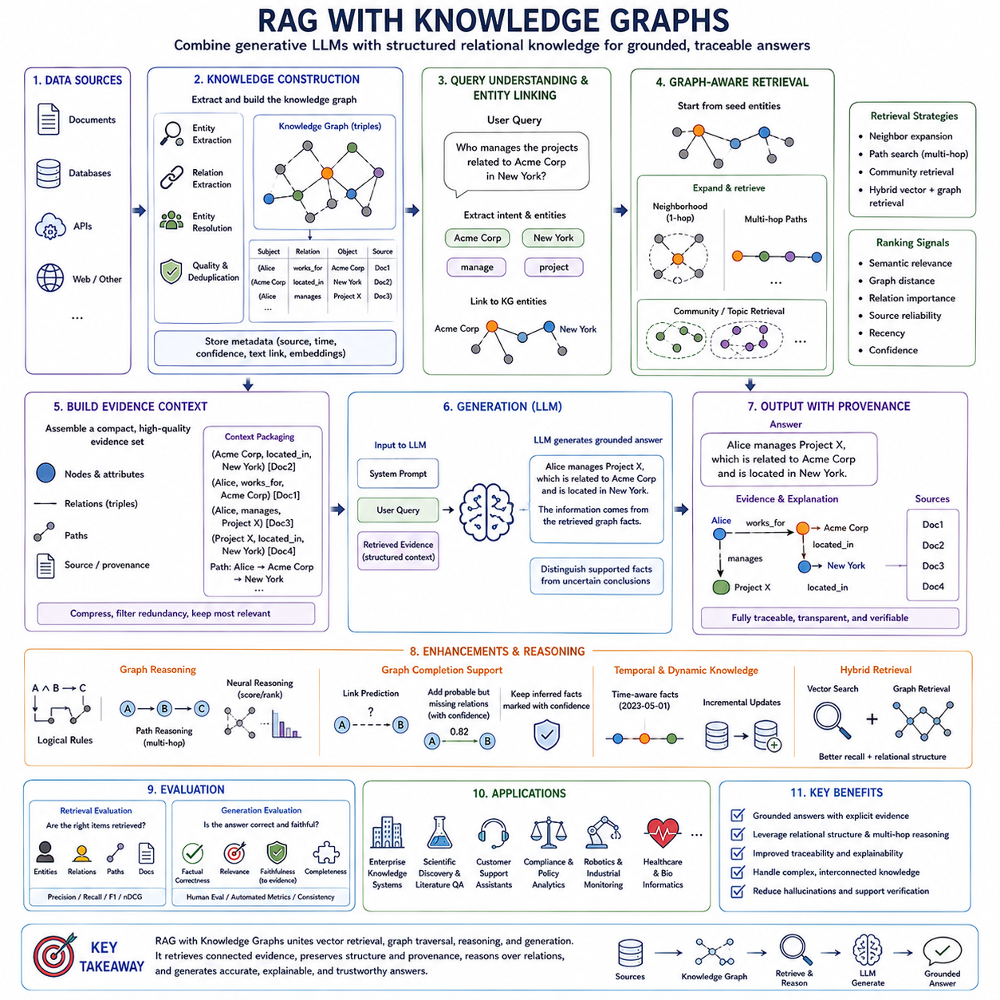 RAG WITH KNOWLEDGE GRAPHS
Combine generative LLMs with structured relational knowledge for grounded, traceable answers
1. DATA SOURCES
Documents
Databases
APIs
Web / Other
...
2. KNOWLEDGE CONSTRUCTION
Extract and build the knowledge graph
Entity
Extraction
Relation
Extraction
Entity
Resolution
Quality &
Deduplication
Knowledge Graph (triples)
Subject Relation Object Source
(Alice works_for Acme Corp Doc1
(Acme Corp located_in New York Doc2)
(Alice manages Project X Doc3)
...
Store metadata (source, time,
confidence, text link, embeddings)
3. QUERY UNDERSTANDING &
ENTITY LINKING
User Query
Who manages the projects
related to Acme Corp
in New York?
Extract intent & entities
Acme Corp New York
manage project
Link to KG entities
Acme Corp New York
4. GRAPH-AWARE RETRIEVAL
Start from seed entities
Expand & retrieve
Neighborhood
(1-hop)
Multi-hop Paths
...
Community / Topic Retrieval
...
Retrieval Strategies
• Neighbor expansion
• Path search (multi-hop)
• Community retrieval
• Hybrid vector + graph
retrieval
Ranking Signals
• Semantic relevance
• Graph distance
• Relation importance
• Source reliability
• Recency
• Confidence
5. BUILD EVIDENCE CONTEXT
Assemble a compact, high-quality
evidence set
Nodes & attributes
Relations (triples)
Paths
Source / provenance
Context Packaging
(Acme Corp, located_in,
New York) [Doc2]
(Alice, works_for,
Acme Corp) [Doc1]
(Alice, manages,
Project X) [Doc3]
(Project X, located_in,
New York) [Doc4]
Path: Alice → Acme Corp
→ New York
...
Compress, filter redundancy, keep most relevant
6. GENERATION (LLM)
Input to LLM
System Prompt
User Query
Retrieved Evidence
(structured context)
LLM generates grounded answer
Alice manages Project X,
which is related to Acme Corp
and is located in New York.
The information comes from
the retrieved graph facts.
Distinguish supported facts
from uncertain conclusions
7. OUTPUT WITH PROVENANCE
Answer
Alice manages Project X,
which is related to Acme Corp
and is located in New York.
Evidence & Explanation
Alice
works_for
Acme Corp
located_in
manages
New York
Project X
located_in
Sources
Doc1
Doc2
Doc3
Doc4
Fully traceable, transparent, and verifiable
8. ENHANCEMENTS & REASONING
Graph Reasoning
A ∧ B → C
Logical Rules
A B C
Path Reasoning
(multi-hop)
Neural Reasoning
(score/rank)
...
Graph Completion Support
Link Prediction
?
A B
Add probable but
missing relations
(with confidence)
0.82
A B
Keep inferred facts
marked with confidence
Temporal & Dynamic Knowledge
Time-aware facts
(2023-05-01)
Incremental Updates
Hybrid Retrieval
Vector Search
+
Graph Retrieval
Better recall + relational structure
9. EVALUATION
Retrieval Evaluation
Are the right items retrieved?
Entities Relations Paths Docs
Precision / Recall / F1 / nDCG
Generation Evaluation
Is the answer correct and faithful?
Factual
Correctness
Relevance
Faithfulness
(to evidence)
Completeness
Human Eval / Automated Metrics / Consistency
10. APPLICATIONS
Enterprise
Knowledge
Systems
Scientific
Discovery &
Literature QA
Customer
Support
Assistants
Compliance &
Policy
Analytics
Robotics &
Industrial
Monitoring
Healthcare
& Bio
Informatics
...
11. KEY BENEFITS
Grounded answers with explicit evidence
Leverage relational structure & multi-hop reasoning
Improved traceability and explainability
Handle complex, interconnected knowledge
Reduce hallucinations and support verification
KEY
TAKEAWAY
RAG with Knowledge Graphs unites vector retrieval, graph traversal, reasoning, and generation.
It retrieves connected evidence, preserves structure and provenance, reasons over relations,
and generates accurate, explainable, and trustworthy answers.
Sources
Knowledge Graph
Retrieve &
Reason
LLM
Generate
Grounded
Answer